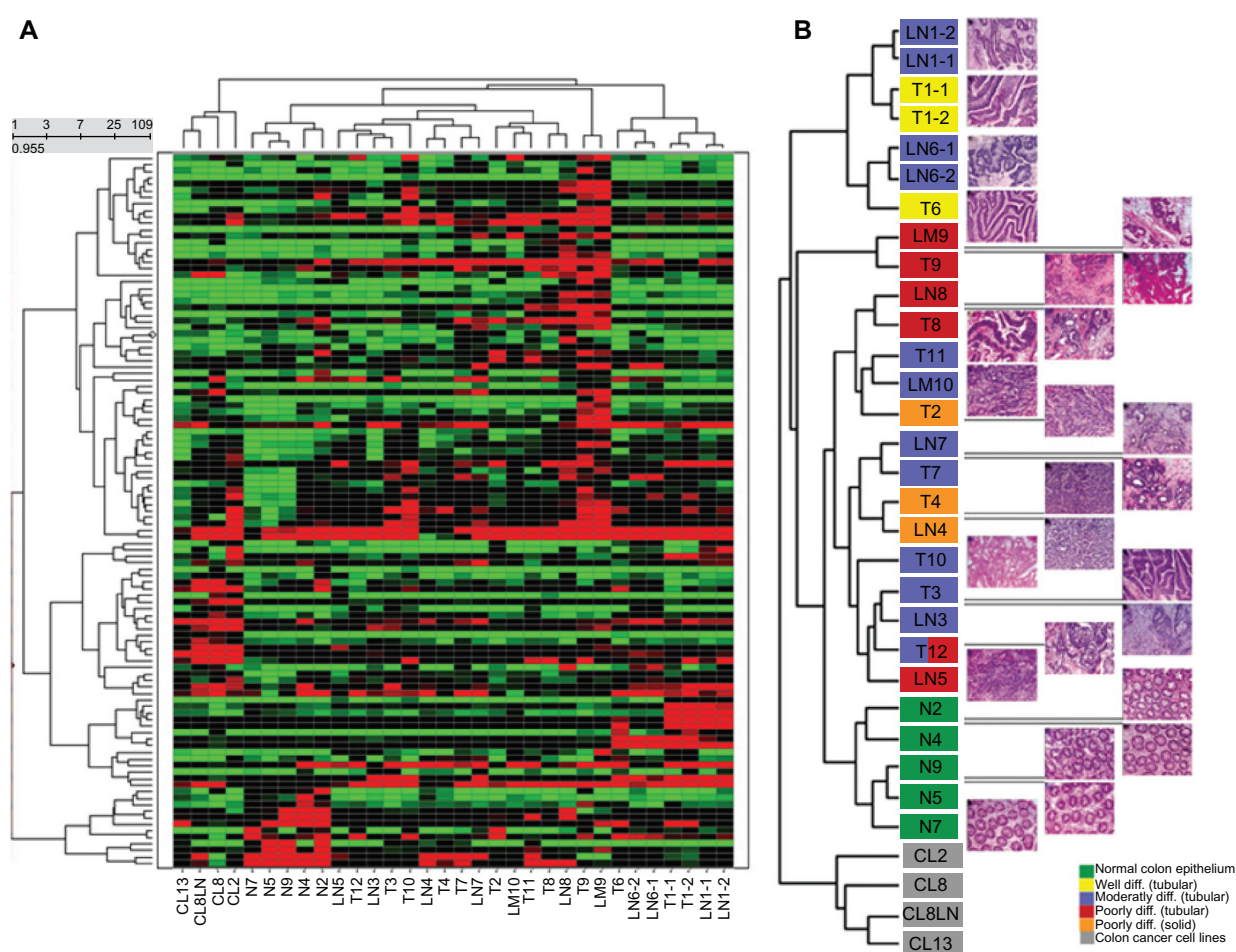 A
B
1 3 7 25 109
0.955
CL13 CL8LN CL8 CL2 N7 N5 N9 N4 N2 LN5 T12 LN3 T3 T10 LN4 T4 T7 LN7 T2 LM10 T11 T8 LN8 T9 LM9 T6 LN6-2 LN6-1 T1-1 T1-2 LN1-1 LN1-2
LN1-2
LN1-1
T1-1
T1-2
LN6-1
LN6-2
T6
LM9
T9
LN8
T8
T11
LM10
T2
LN7
T7
T4
LN4
T10
T3
LN3
T12
LN5
N2
N4
N9
N5
N7
CL2
CL8
CL8LN
CL13
Normal colon epithelium
Well diff. (tubular)
Moderatly diff. (tubular)
Poorly diff. (tubular)
Poorly diff. (solid)
Colon cancer cell lines